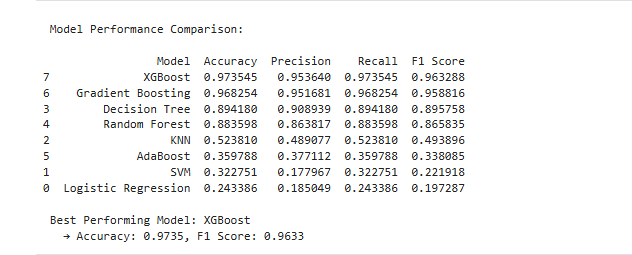 Model Performance Comparison:
Model Accuracy Precision Recall F1 Score
7 XGBoost 0.973545 0.953640 0.973545 0.963288
6 Gradient Boosting 0.968254 0.951681 0.968254 0.958816
3 Decision Tree 0.894180 0.908939 0.894180 0.895758
4 Random Forest 0.883598 0.863817 0.883598 0.865835
2 KNN 0.523810 0.489077 0.523810 0.493896
5 AdaBoost 0.359788 0.377112 0.359788 0.338085
1 SVM 0.322751 0.177967 0.322751 0.221918
0 Logistic Regression 0.243386 0.185049 0.243386 0.197287
Best Performing Model: XGBoost
→ Accuracy: 0.9735, F1 Score: 0.9633